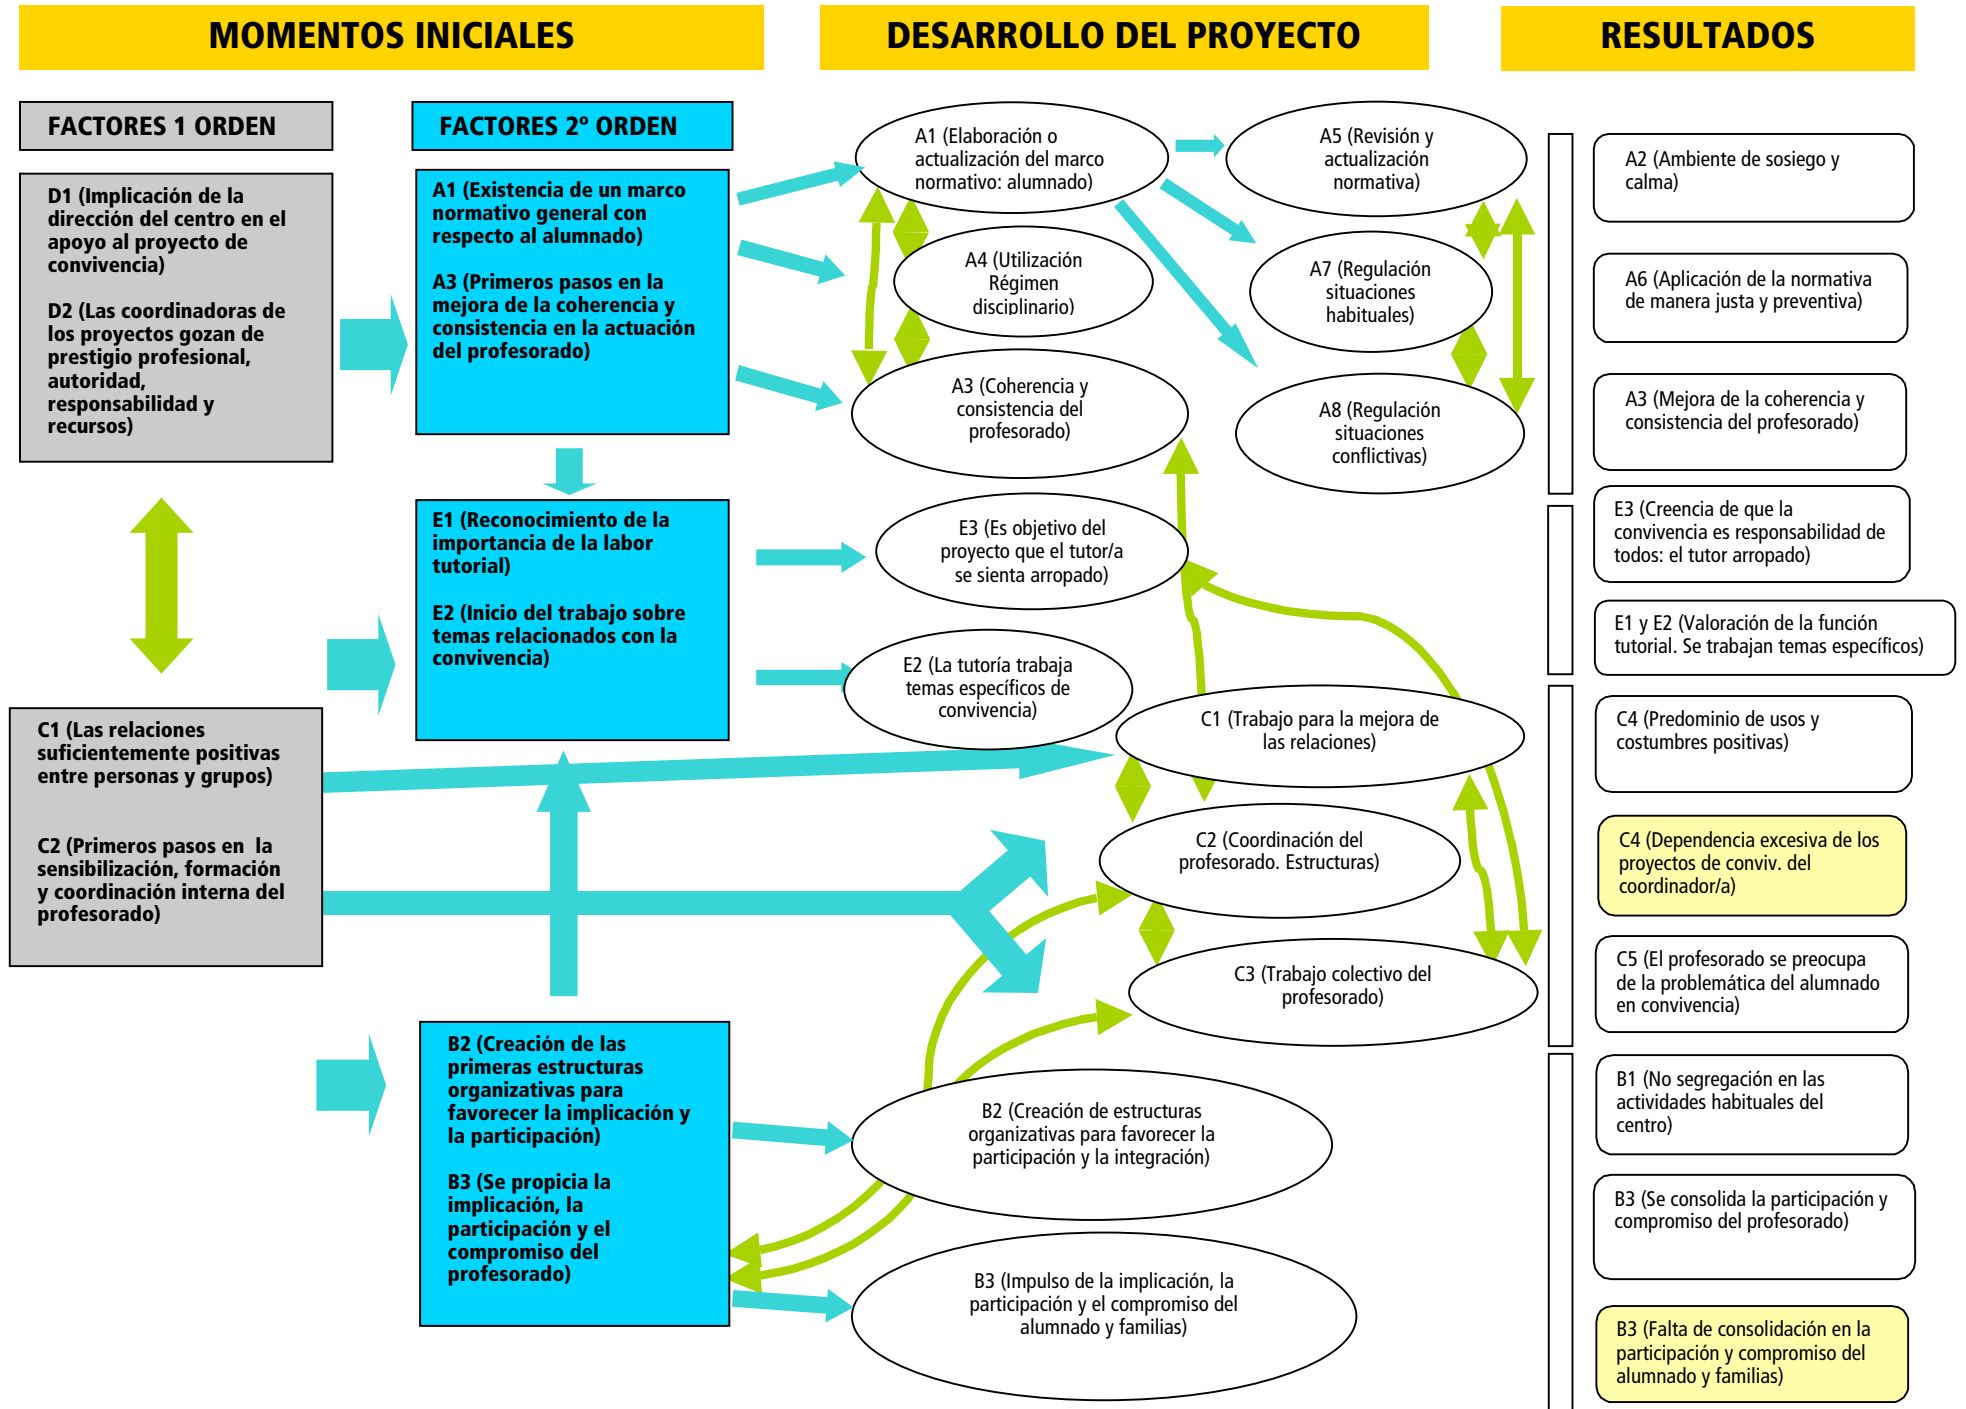 MOMENTOS INICIALES
DESARROLLO DEL PROYECTO
RESULTADOS
FACTORES 1 ORDEN
D1 (Implicación de la
dirección del centro en el
apoyo al proyecto de
convivencia)
D2 (Las coordinadoras de
los proyectos gozan de
prestigio profesional,
autoridad,
responsabilidad y
recursos)
C1 (Las relaciones
suficientemente positivas
entre personas y grupos)
C2 (Primeros pasos en la
sensibilización, formación
y coordinación interna del
profesorado)
FACTORES 2º ORDEN
A1 (Existencia de un marco
normativo general con
respecto al alumnado)
A3 (Primeros pasos en la
mejora de la coherencia y
consistencia en la actuación
del profesorado)
E1 (Reconocimiento de la
importancia de la labor
tutorial)
E2 (Inicio del trabajo sobre
temas relacionados con la
convivencia)
B2 (Creación de las
primeras estructuras
organizativas para
favorecer la implicación y
la participación)
B3 (Se propicia la
implicación, la
participación y el
compromiso del
profesorado)
A1 (Elaboración o
actualización del marco
normativo: alumnado)
A4 (Utilización
Régimen
disciplinario)
A3 (Coherencia y
consistencia del
profesorado)
E3 (Es objetivo del
proyecto que el tutor/a
se sienta arropado)
E2 (La tutoría trabaja
temas específicos de
convivencia)
A5 (Revisión y
actualización
normativa)
A7 (Regulación
situaciones
habituales)
A8 (Regulación
situaciones
conflictivas)
C1 (Trabajo para la mejora de
las relaciones)
C2 (Coordinación del
profesorado. Estructuras)
C3 (Trabajo colectivo del
profesorado)
B2 (Creación de estructuras
organizativas para favorecer la
participación y la integración)
B3 (Impulso de la implicación, la
participación y el compromiso del
alumnado y familias)
A2 (Ambiente de sosiego y
calma)
A6 (Aplicación de la normativa
de manera justa y preventiva)
A3 (Mejora de la coherencia y
consistencia del profesorado)
E3 (Creencia de que la
convivencia es responsabilidad de
todos: el tutor arropado)
E1 y E2 (Valoración de la función
tutorial. Se trabajan temas específicos)
C4 (Predominio de usos y
costumbres positivas)
C4 (Dependencia excesiva de los
proyectos de conviv. del
coordinador/a)
C5 (El profesorado se preocupa
de la problemática del alumnado
en convivencia)
B1 (No segregación en las
actividades habituales del
centro)
B3 (Se consolida la participación y
compromiso del profesorado)
B3 (Falta de consolidación en la
participación y compromiso del
alumnado y familias)